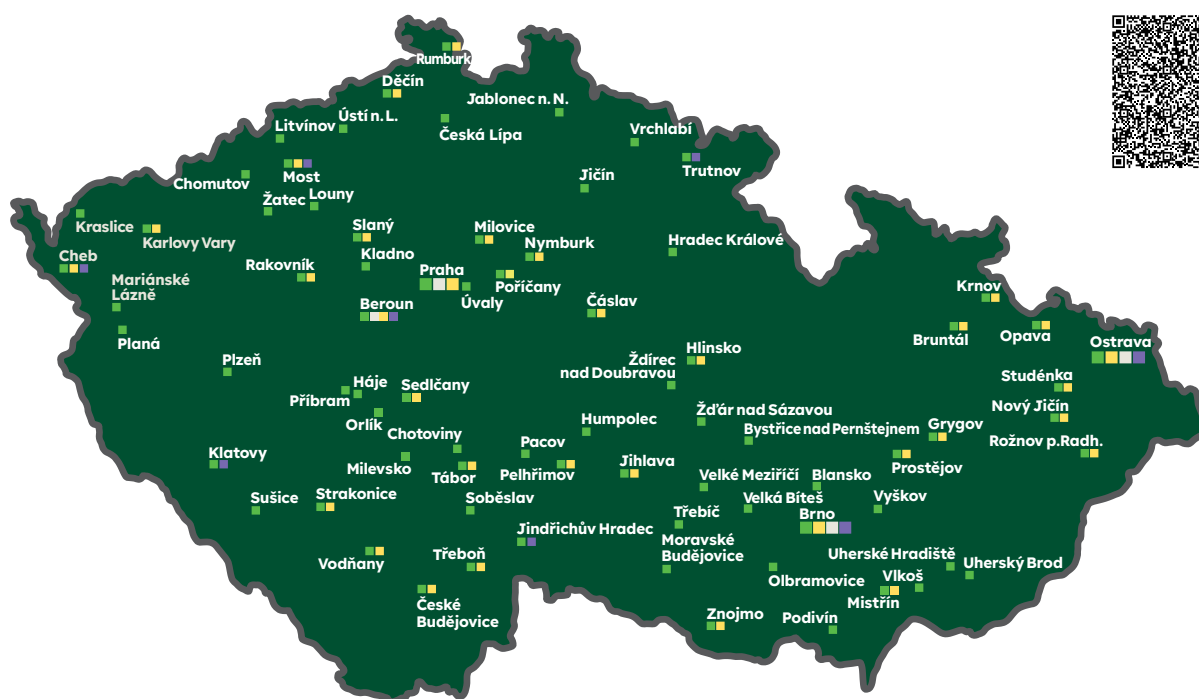 Rumburk
Děčín
Jablonec n. N.
Ústí n. L.
Litvínov
Česká Lípa
Vrchlabí
Most
Trutnov
Chomutov
Jičín
Žatec
Louny
Kraslice
Karlovy Vary
Slaný
Milovice
Nymburk
Hradec Králové
Cheb
Kladno
Rakovník
Praha
Poříčany
Mariánské
Lázně
Úvaly
Krnov
Beroun
Čáslav
Planá
Bruntál
Opava
Ostrava
Hlinsko
Plzeň
Ždírec
nad Doubravou
Studénka
Háje
Sedlčany
Příbram
Nový Jičín
Orlík
Humpolec
Žďár nad Sázavou
Grygov
Chotoviny
Bystřice nad Pernštejnem
Rožnov p.Radh.
Klatovy
Pacov
Milevsko
Jihlava
Prostějov
Tábor
Pelhřimov
Velké Meziříčí
Blansko
Sušice
Strakonice
Soběslav
Velká Bíteš
Vyškov
Třebíč
Brno
Jindřichův Hradec
Moravské
Budějovice
Vodňany
Třeboň
Uherské Hradiště
Uherský Brod
Olbramovice
Vlkoš
České
Budějovice
Mistřín
Znojmo
Podivín